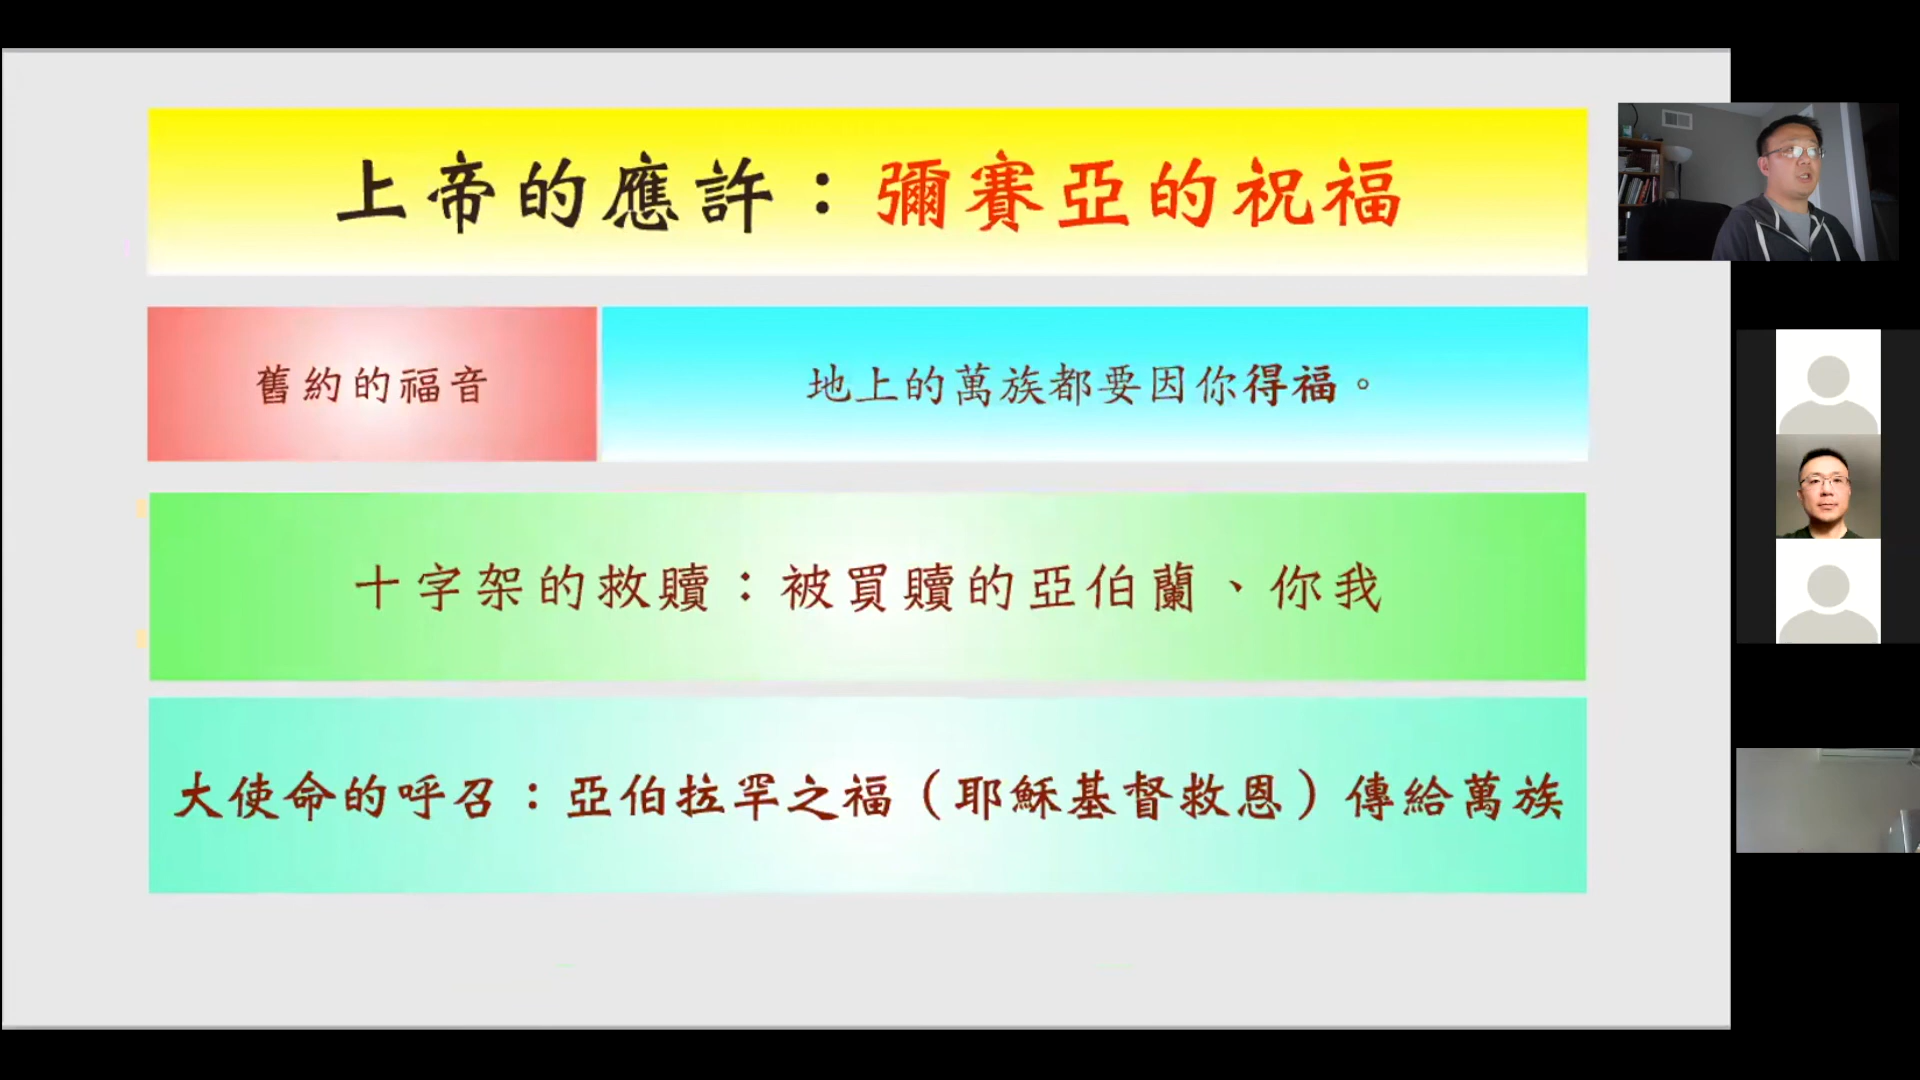 上帝的應許：彌賽亞的祝福
舊約的福音
地上的萬族都要因你得福。
十字架的救贖：被買贖的亞伯蘭、你我
大使命的呼召：亞伯拉罕之福（耶穌基督救恩）傳給萬族